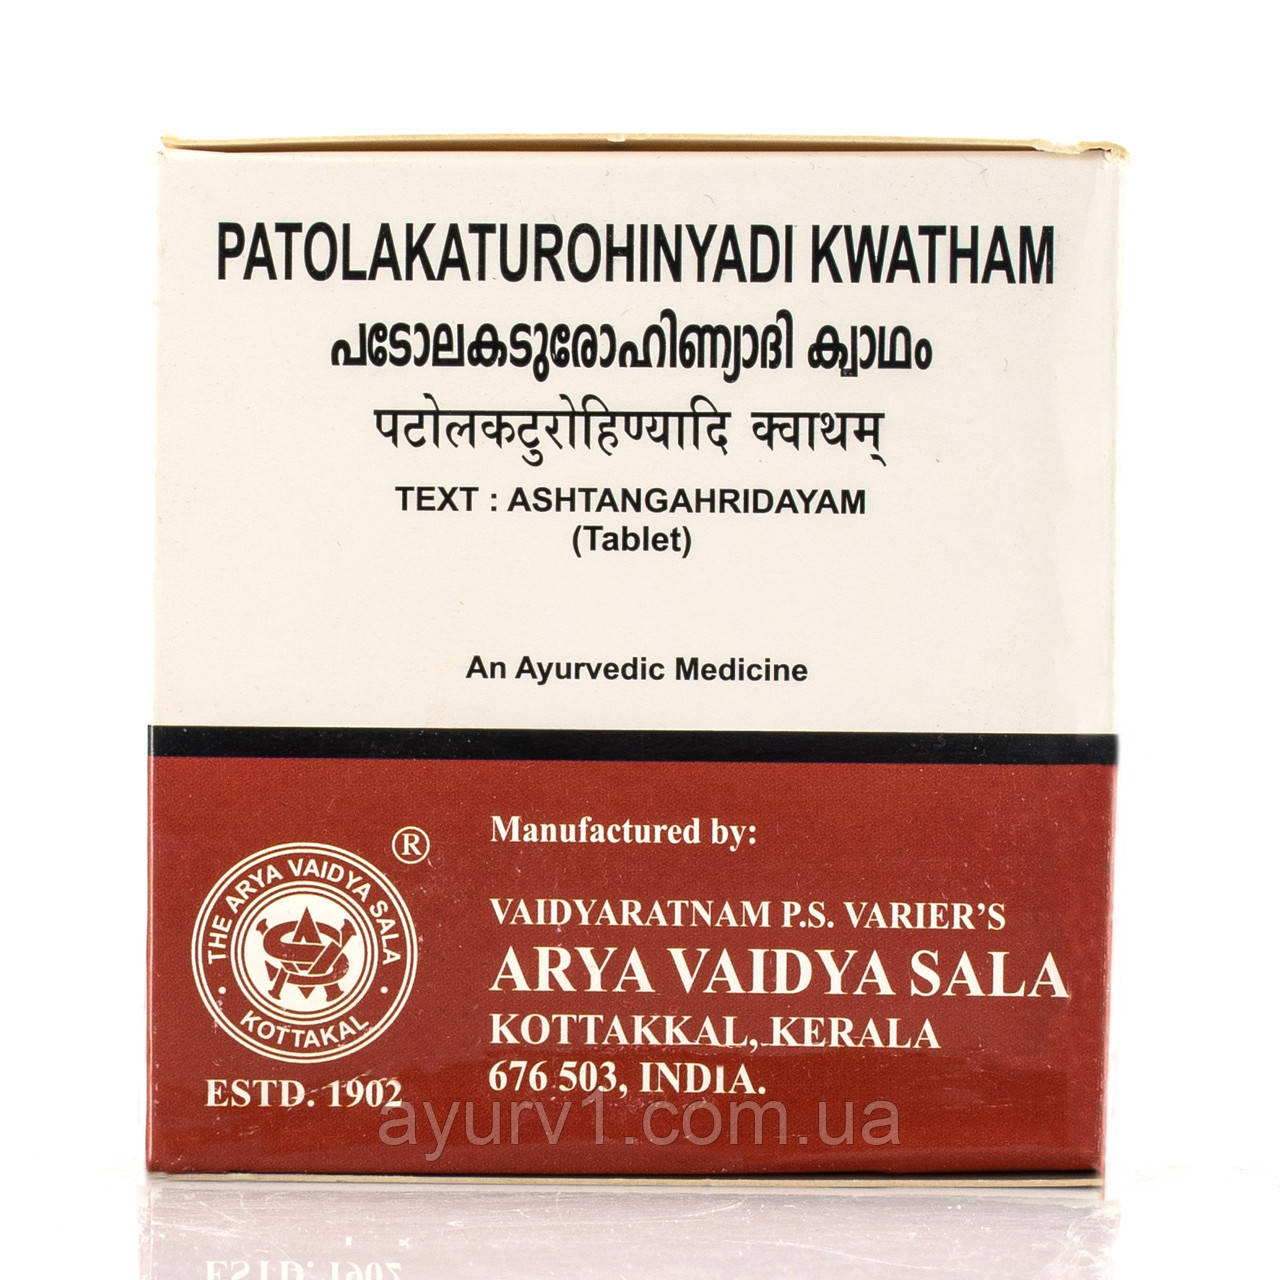 PATOLAKATUROHINYADI KWATHAM
പടോലകടുരോഹിണ്യാദി ക്വാഥം
पटोलकटुरोहिण्यादि क्वाथम्
TEXT : ASHTANGAHRIDAYAM
(Tablet)
An Ayurvedic Medicine
Manufactured by:
®
THE ARYA VAIDYA SALA
KOTTAKAL
ESTD. 1902
VAIDYARATNAM P.S. VARIER'S
ARYA VAIDYA SALA
KOTTAKKAL, KERALA
676 503, INDIA.
ayurv1.com.ua